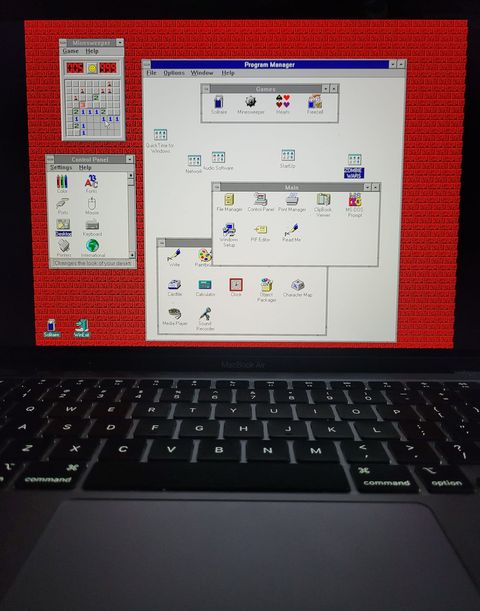 Minesweeper
Game Help
Program Manager
File Options Window Help
Games
Solitaire Minesweeper Hearts Freecell
QuickTime for Windows
Network
Audio Software
StartUp
ZOMBIE WARS
Control Panel
Settings Help
Color Fonts
Ports Mouse
Desktop Keyboard
Printers International
Changes the look of your deskt
Main
File Manager Control Panel Print Manager ClipBook Viewer MS-DOS Prompt
Windows Setup PIF Editor Read Me
Write Paintbrus
Cardfile Calculator Clock Object Packager Character Map
Media Player Sound Recorder
Solitaire WinExit
MacBook Air
Q W E R T Y U I O P
A S D F G H J K L
Z X C V B N M
command command option